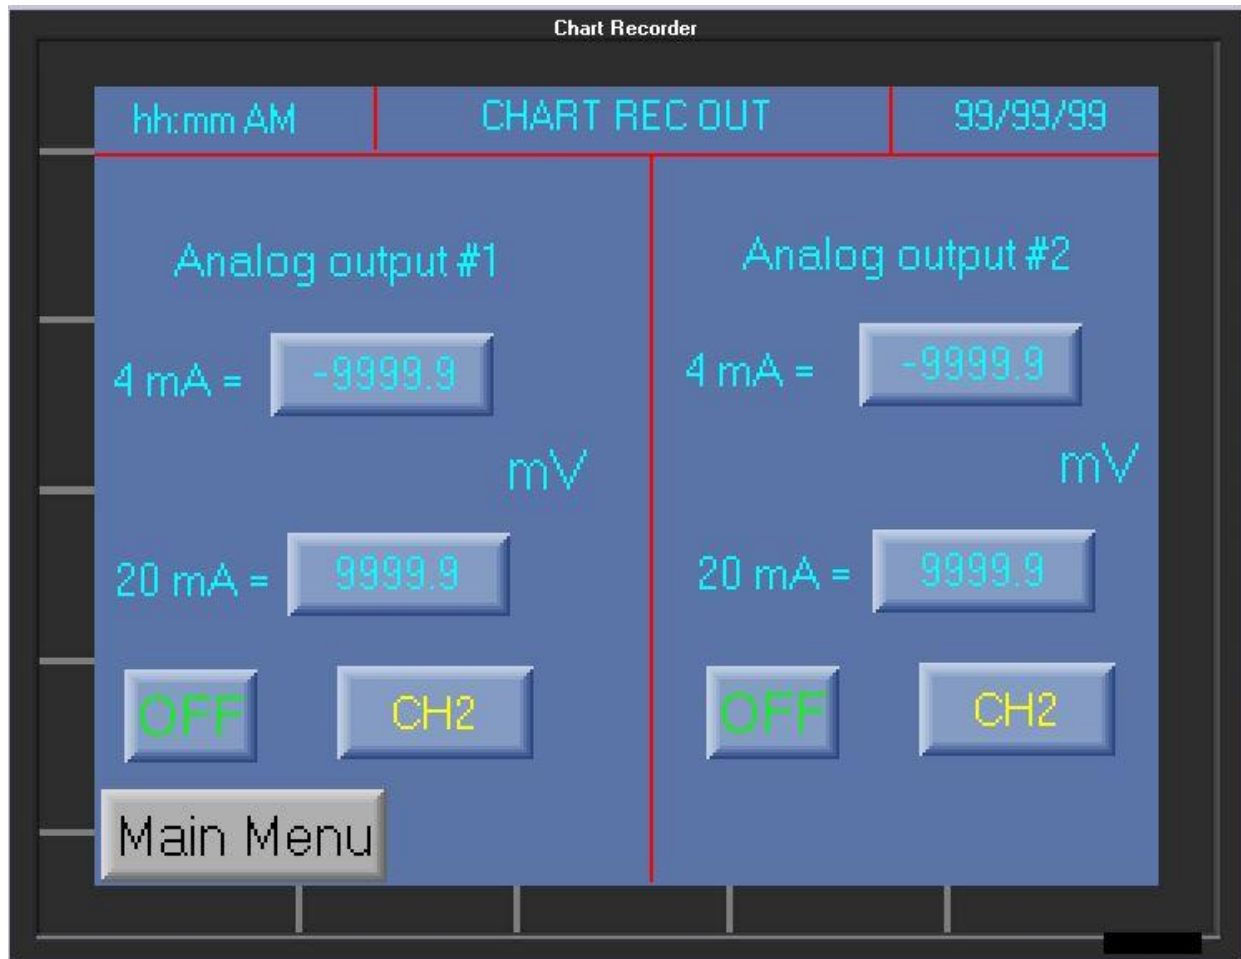 Chart Recorder
hh:mm AM CHART REC OUT 99/99/99
Analog output #1
4 mA = -9999.9
mV
20 mA = 9999.9
OFF CH2
Analog output #2
4 mA = -9999.9
mV
20 mA = 9999.9
OFF CH2
Main Menu